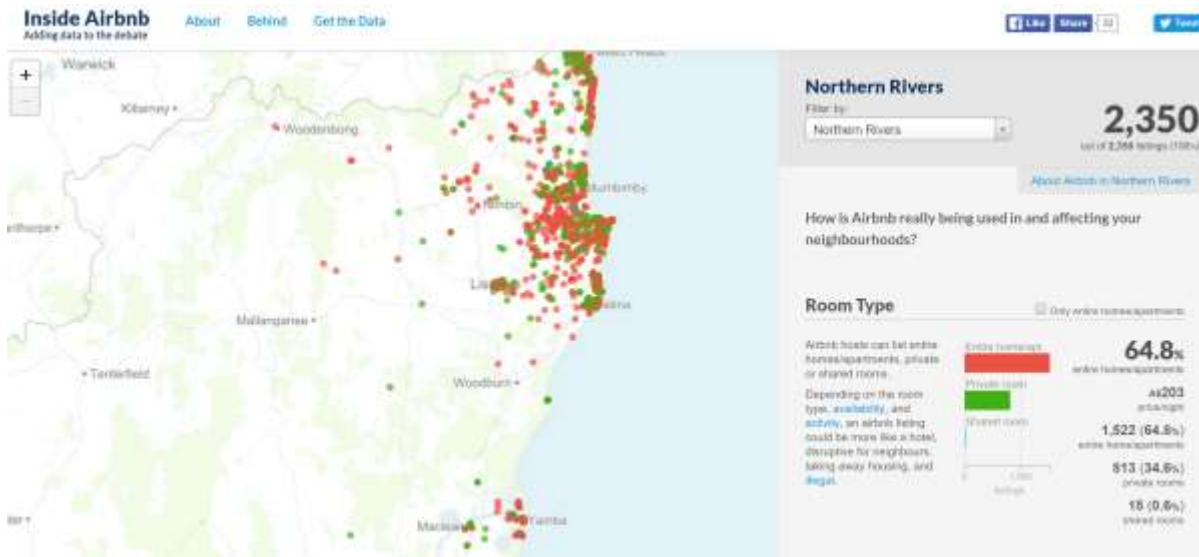 Inside Airbnb
Adding data to the debate
About
Behind
Get the Data
Like
Share
Warwick
Killarney
Woodenbong
Nimbin
Mallanganee
Tenterfield
Woodburn
Yamba
Northern Rivers
Filter by:
Northern Rivers
2,350
out of listings
About Airbnb in Northern Rivers
How is Airbnb really being used in and affecting your
neighbourhoods?
Room Type
Only entire homes/apartments
Airbnb hosts can list entire
homes/apartments, private
or shared rooms.
Depending on the room
type, availability, and
activity, an airbnb listing
could be more like a hotel,
disruptive for neighbours,
taking away housing, and
illegal.
Entire home/apt
Private room
Shared room
listings
64.8%
entire homes/apartments
A$203
price/night
1,522 (64.8%)
entire homes/apartments
813 (34.6%)
private rooms
15 (0.6%)
shared rooms